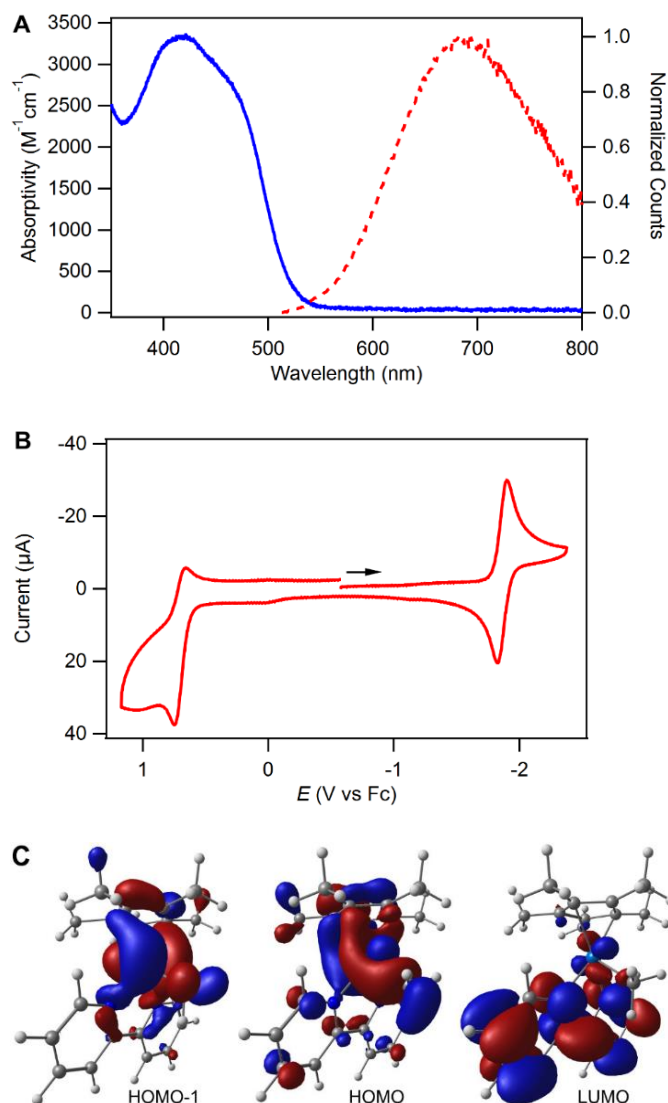 A
3500
3000
2500
2000
1500
1000
500
0
Absorptivity (M⁻¹cm⁻¹)
1.0
0.8
0.6
0.4
0.2
0.0
Normalized Counts
400 500 600 700 800
Wavelength (nm)
B
-40
-20
0
20
40
Current (µA)
1 0 -1 -2
E (V vs Fc)
C
HOMO-1 HOMO LUMO